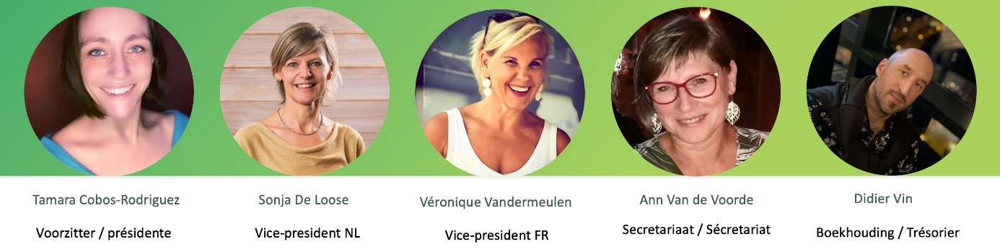 Tamara Cobos-Rodriguez
Voorzitter / présidente
Sonja De Loose
Vice-president NL
Véronique Vandermeulen
Vice-president FR
Ann Van de Voorde
Secretariaat / Sécretariat
Didier Vin
Boekhouding / Trésorier